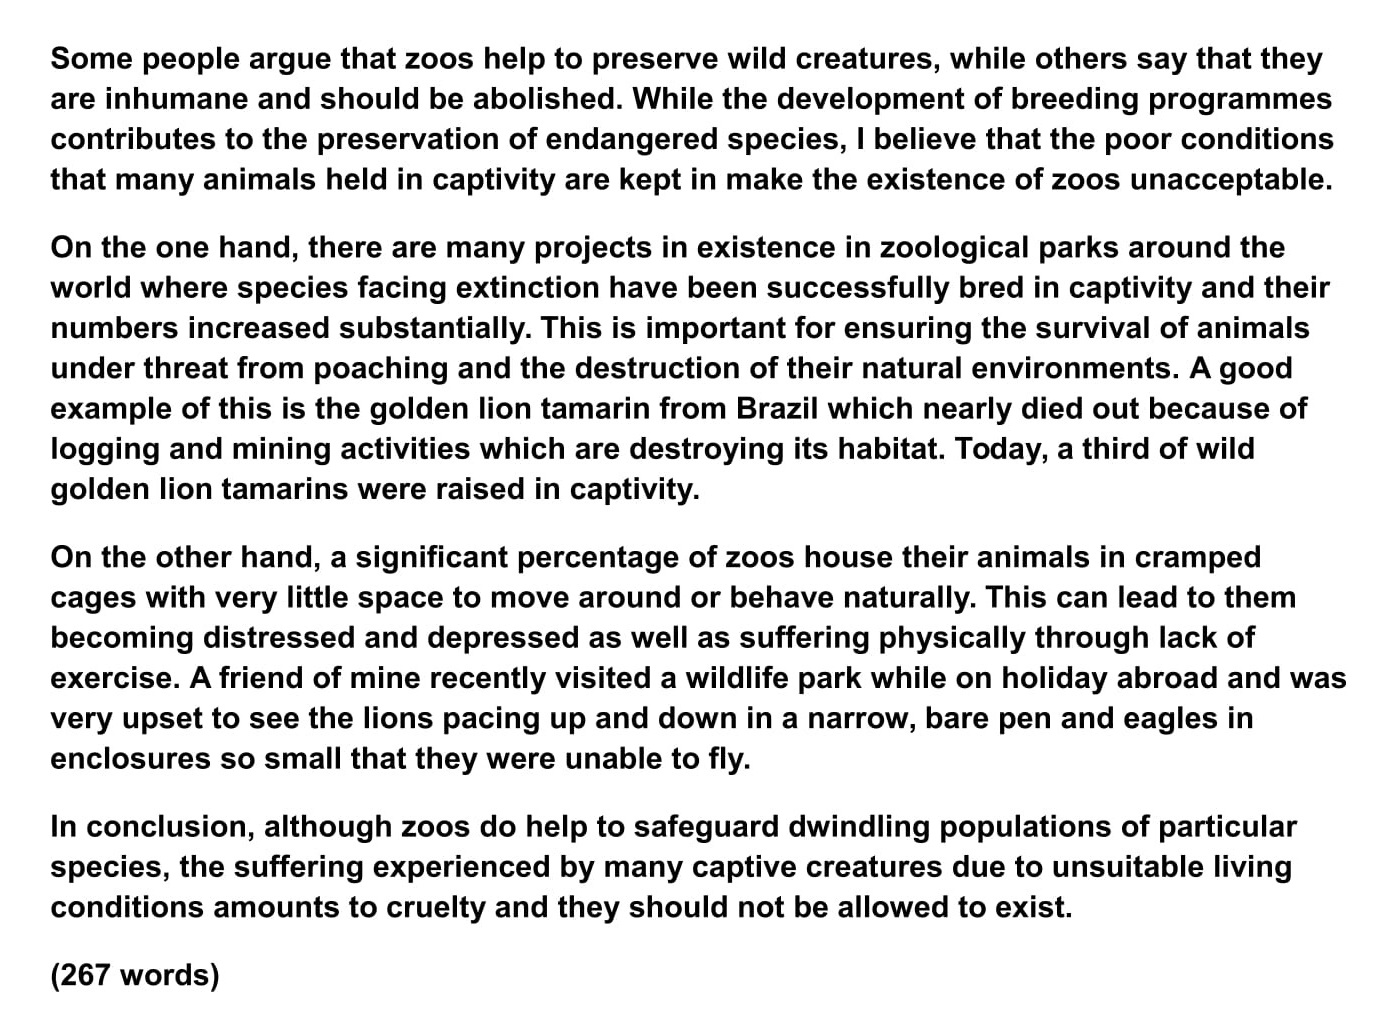 Some people argue that zoos help to preserve wild creatures, while others say that they
are inhumane and should be abolished. While the development of breeding programmes
contributes to the preservation of endangered species, I believe that the poor conditions
that many animals held in captivity are kept in make the existence of zoos unacceptable.
On the one hand, there are many projects in existence in zoological parks around the
world where species facing extinction have been successfully bred in captivity and their
numbers increased substantially. This is important for ensuring the survival of animals
under threat from poaching and the destruction of their natural environments. A good
example of this is the golden lion tamarin from Brazil which nearly died out because of
logging and mining activities which are destroying its habitat. Today, a third of wild
golden lion tamarins were raised in captivity.
On the other hand, a significant percentage of zoos house their animals in cramped
cages with very little space to move around or behave naturally. This can lead to them
becoming distressed and depressed as well as suffering physically through lack of
exercise. A friend of mine recently visited a wildlife park while on holiday abroad and was
very upset to see the lions pacing up and down in a narrow, bare pen and eagles in
enclosures so small that they were unable to fly.
In conclusion, although zoos do help to safeguard dwindling populations of particular
species, the suffering experienced by many captive creatures due to unsuitable living
conditions amounts to cruelty and they should not be allowed to exist.
(267 words)